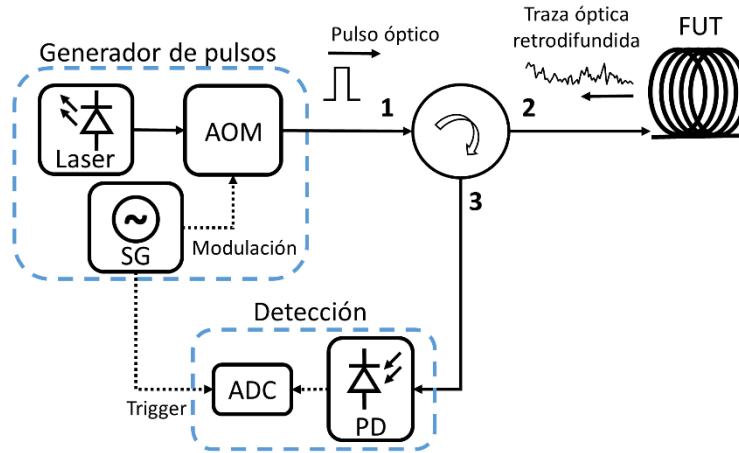 Generador de pulsos
Laser
AOM
SG
Modulación
Pulso óptico
1
2
3
Traza óptica
retrodifundida
FUT
Detección
ADC
PD
Trigger